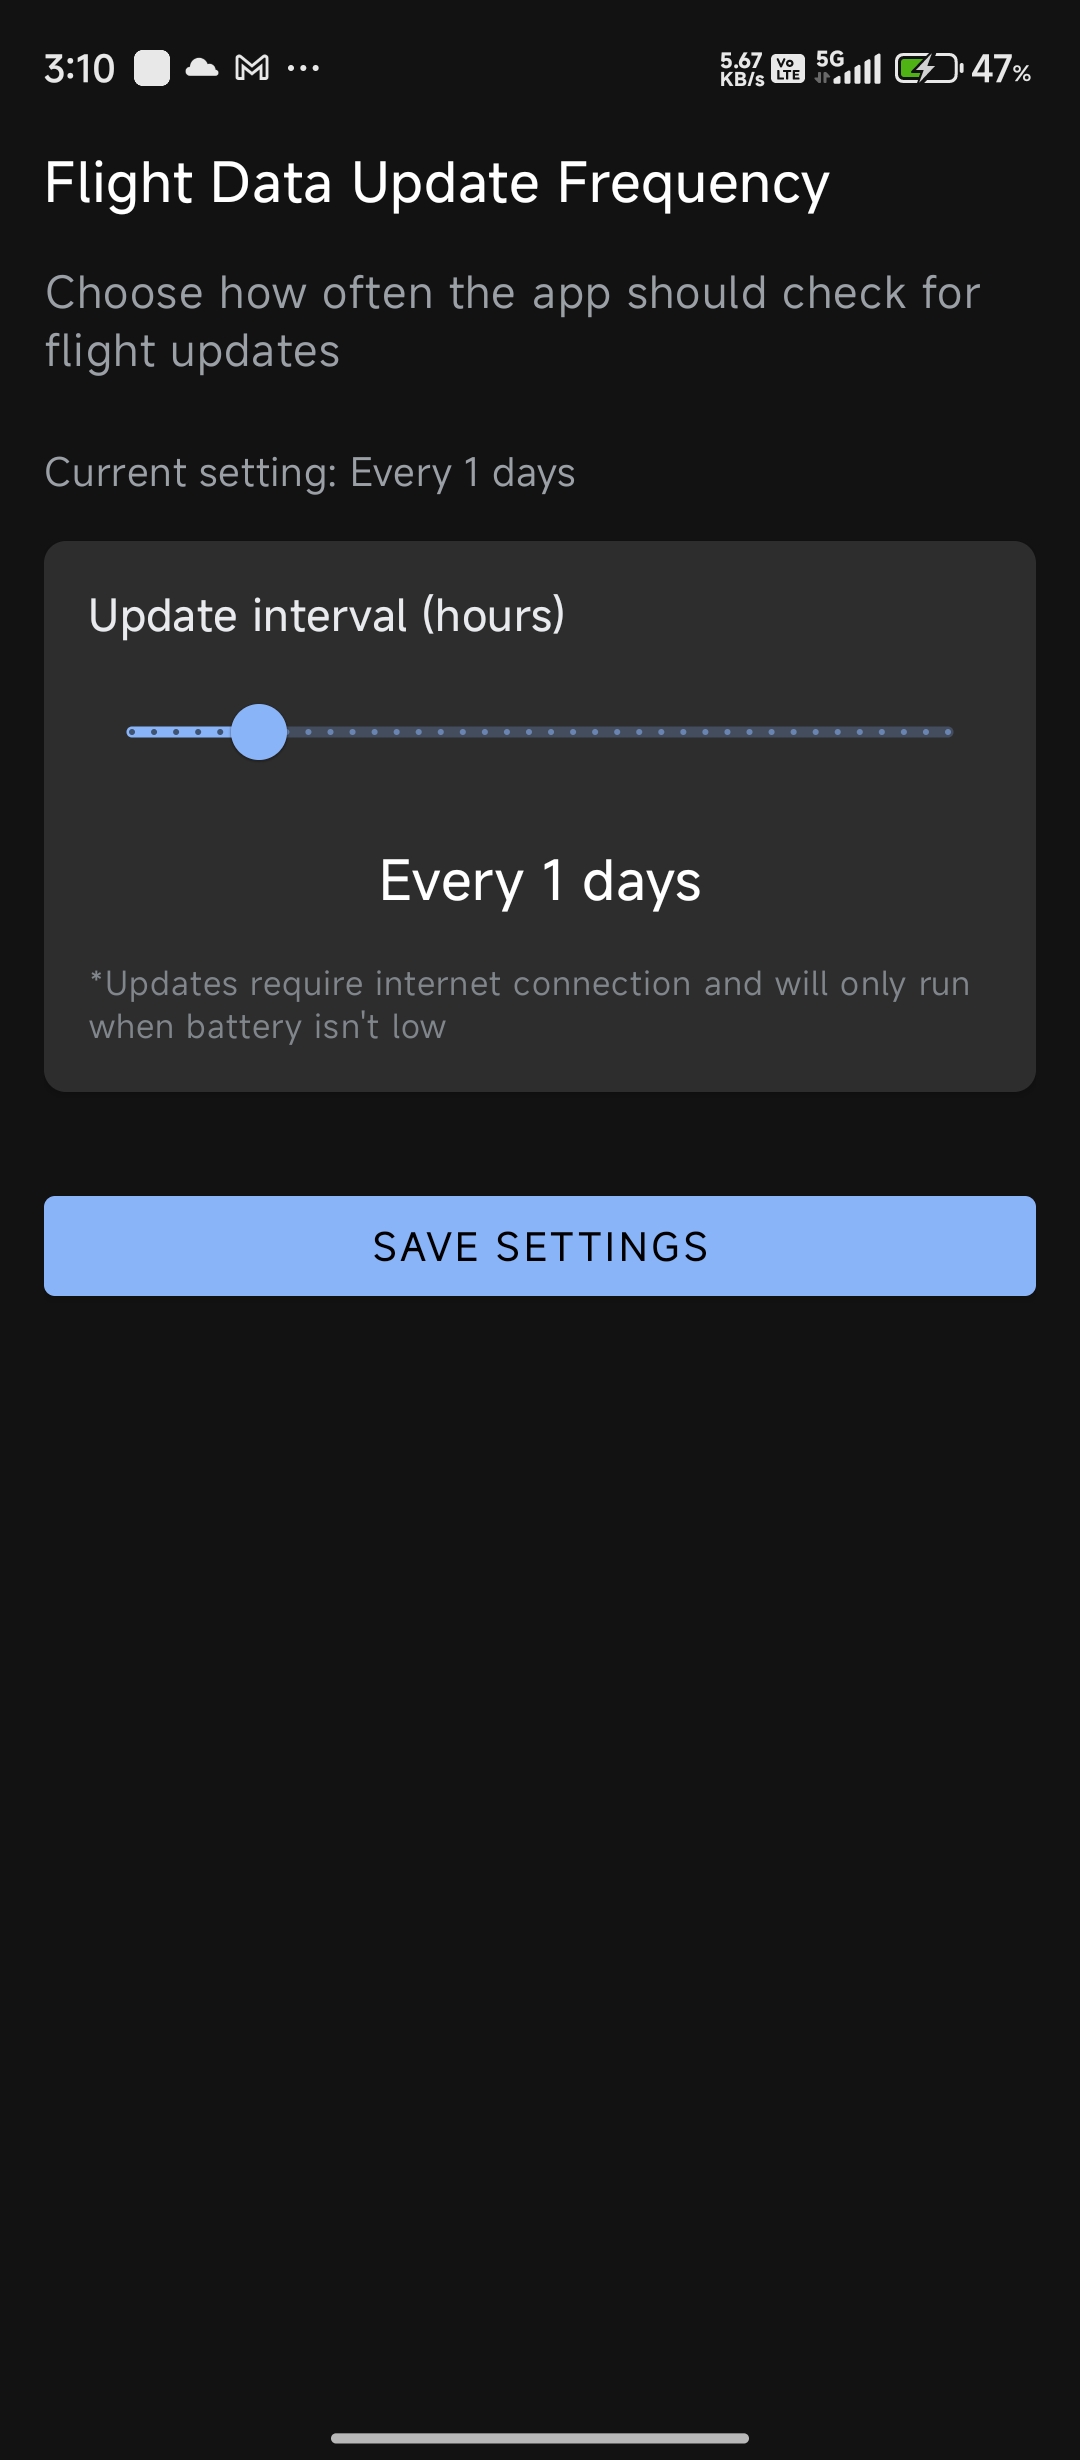 3:10 5.67 KB/s Vo LTE 5G 47%
Flight Data Update Frequency
Choose how often the app should check for
flight updates
Current setting: Every 1 days
Update interval (hours)
Every 1 days
*Updates require internet connection and will only run
when battery isn't low
SAVE SETTINGS